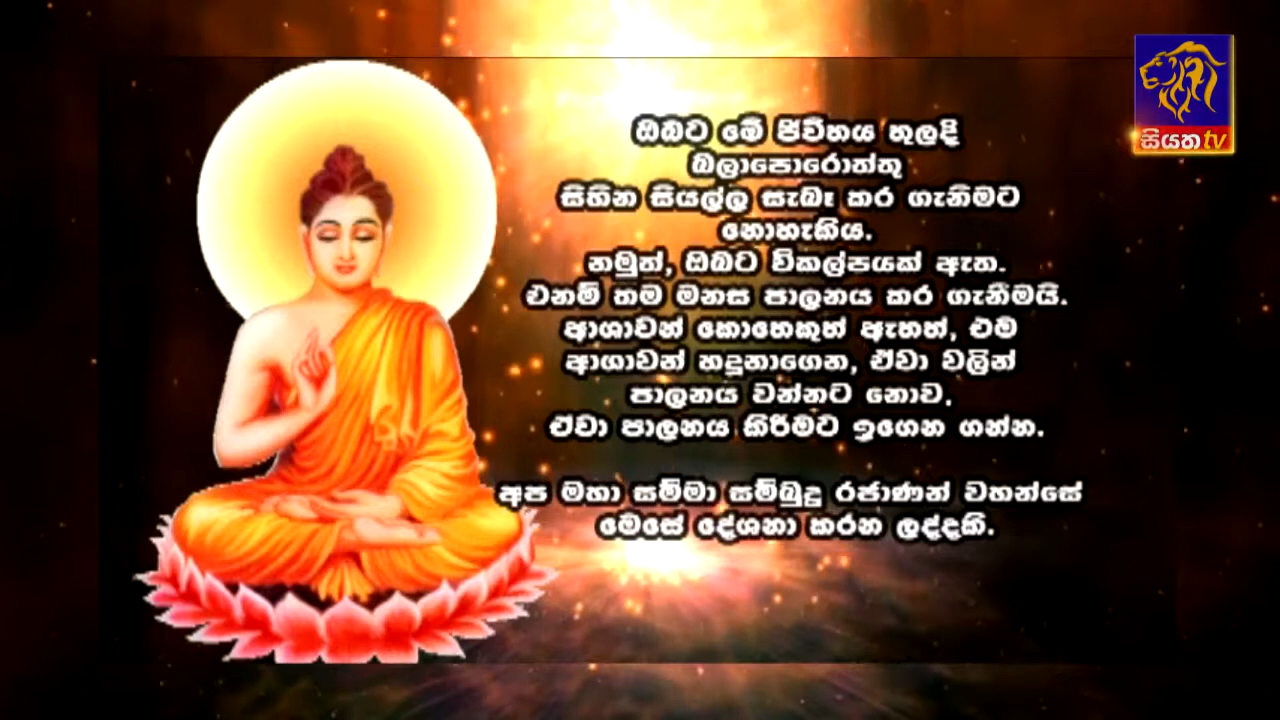 සියත tv
ඔබට මේ ජීවිතය තුලදි
බලාපොරොත්තු
සිහින සියල්ල සැබෑ කර ගැනිමට
නොහැකිය.
නමුත්, ඔබට විකල්පයක් ඇත.
එනම් තම මනස පාලනය කර ගැනීමයි.
ආශාවන් කොතෙකුත් ඇතත්, එම
ආශාවන් හදුනාගෙන, ඒවා වලින්
පාලනය වන්නට නොව,
ඒවා පාලනය කිරීමට ඉගෙන ගන්න.
අප මහා සම්මා සම්බුදු රජාණන් වහන්සේ
මෙසේ දේශනා කරන ලද්දකි.